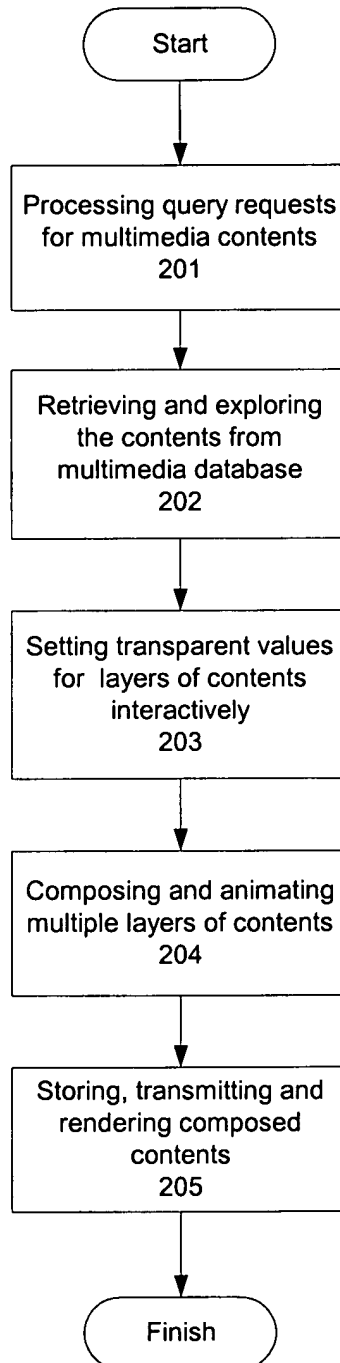 Start
Processing query requests
for multimedia contents
201
Retrieving and exploring
the contents from
multimedia database
202
Setting transparent values
for layers of contents
interactively
203
Composing and animating
multiple layers of contents
204
Storing, transmitting and
rendering composed
contents
205
Finish